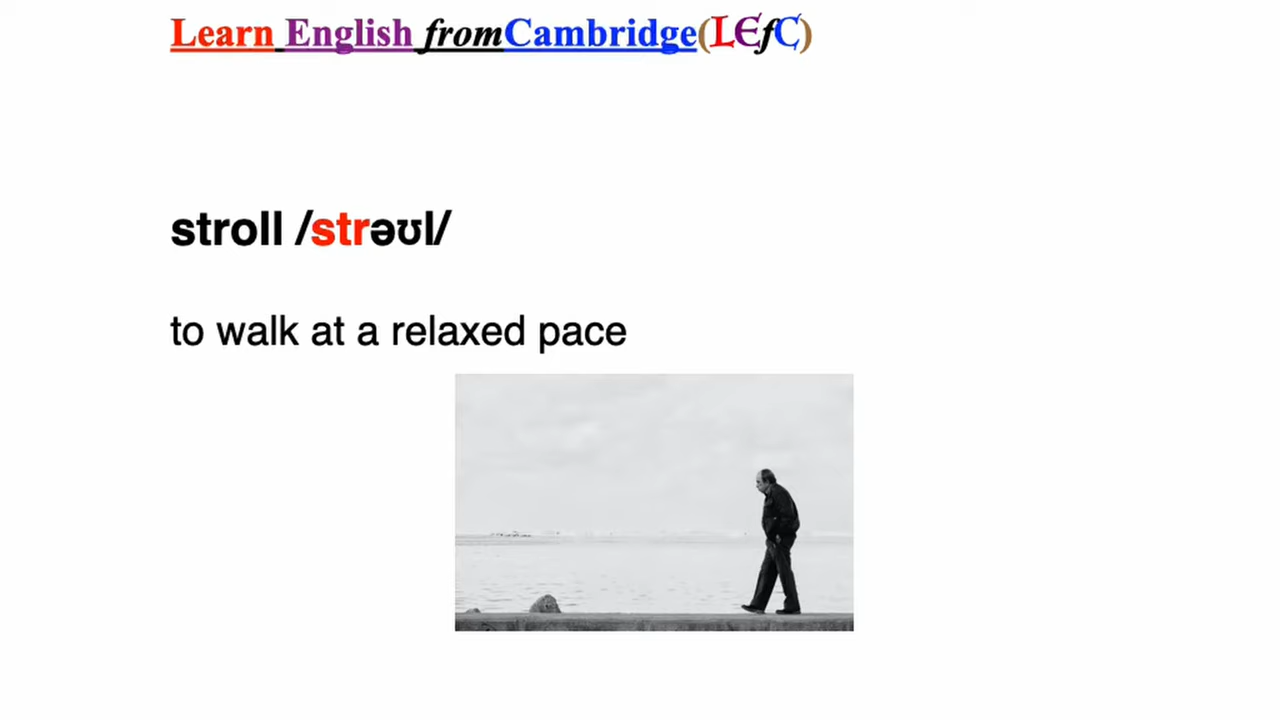 Learn English fromCambridge(LEfC)
stroll /strəʊl/
to walk at a relaxed pace